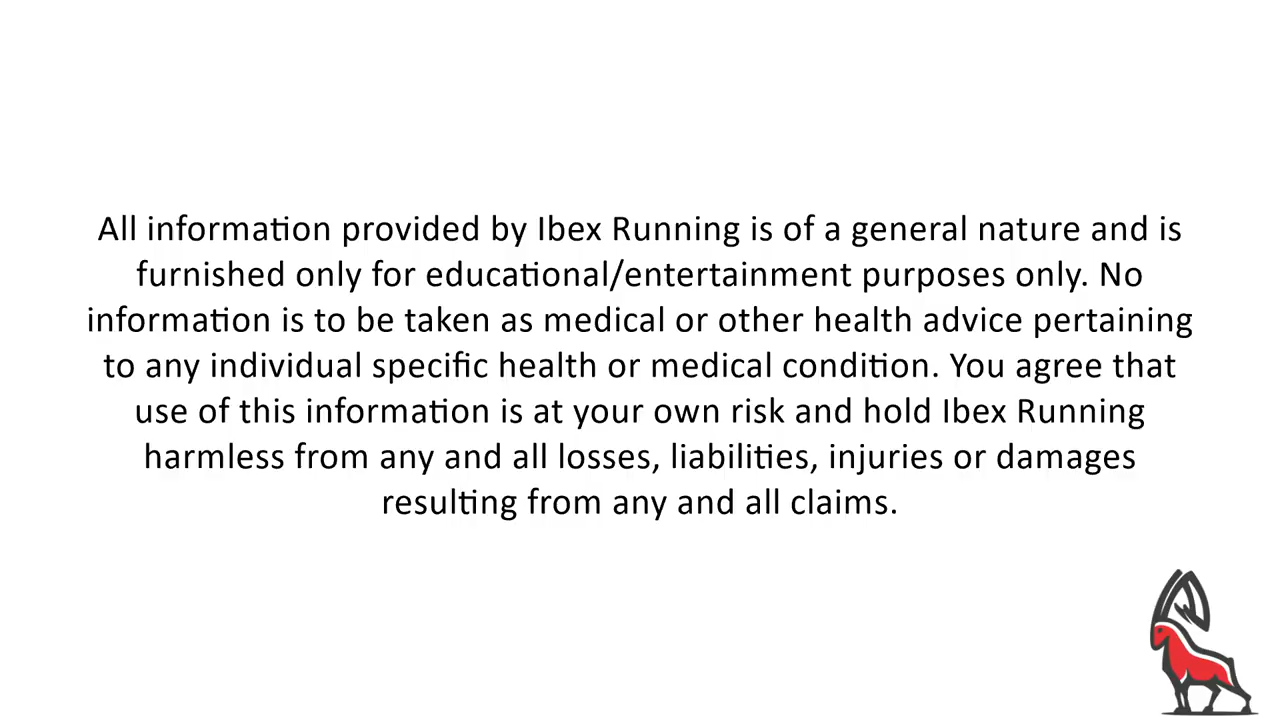 All information provided by Ibex Running is of a general nature and is
furnished only for educational/entertainment purposes only. No
information is to be taken as medical or other health advice pertaining
to any individual specific health or medical condition. You agree that
use of this information is at your own risk and hold Ibex Running
harmless from any and all losses, liabilities, injuries or damages
resulting from any and all claims.